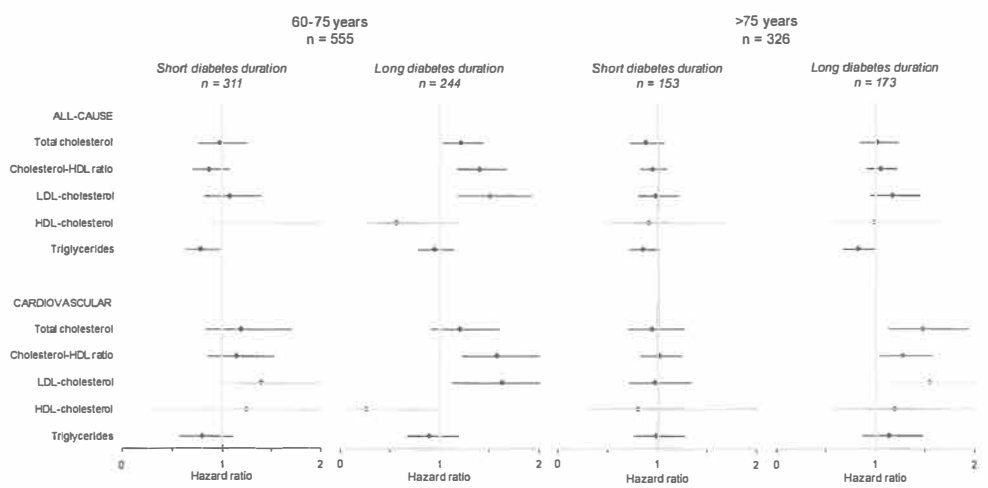 60-75 years
n = 555
>75 years
n = 326
Short diabetes duration
n = 311
Long diabetes duration
n = 244
Short diabetes duration
n = 153
Long diabetes duration
n = 173
ALL-CAUSE
Total cholesterol
Cholesterol-HDL ratio
LDL-cholesterol
HDL-cholesterol
Triglycerides
CARDIOVASCULAR
Total cholesterol
Cholesterol-HDL ratio
LDL-cholesterol
HDL-cholesterol
Triglycerides
0 1 2 0 1 2 0 1 2 0 1 2
Hazard ratio Hazard ratio Hazard ratio Hazard ratio